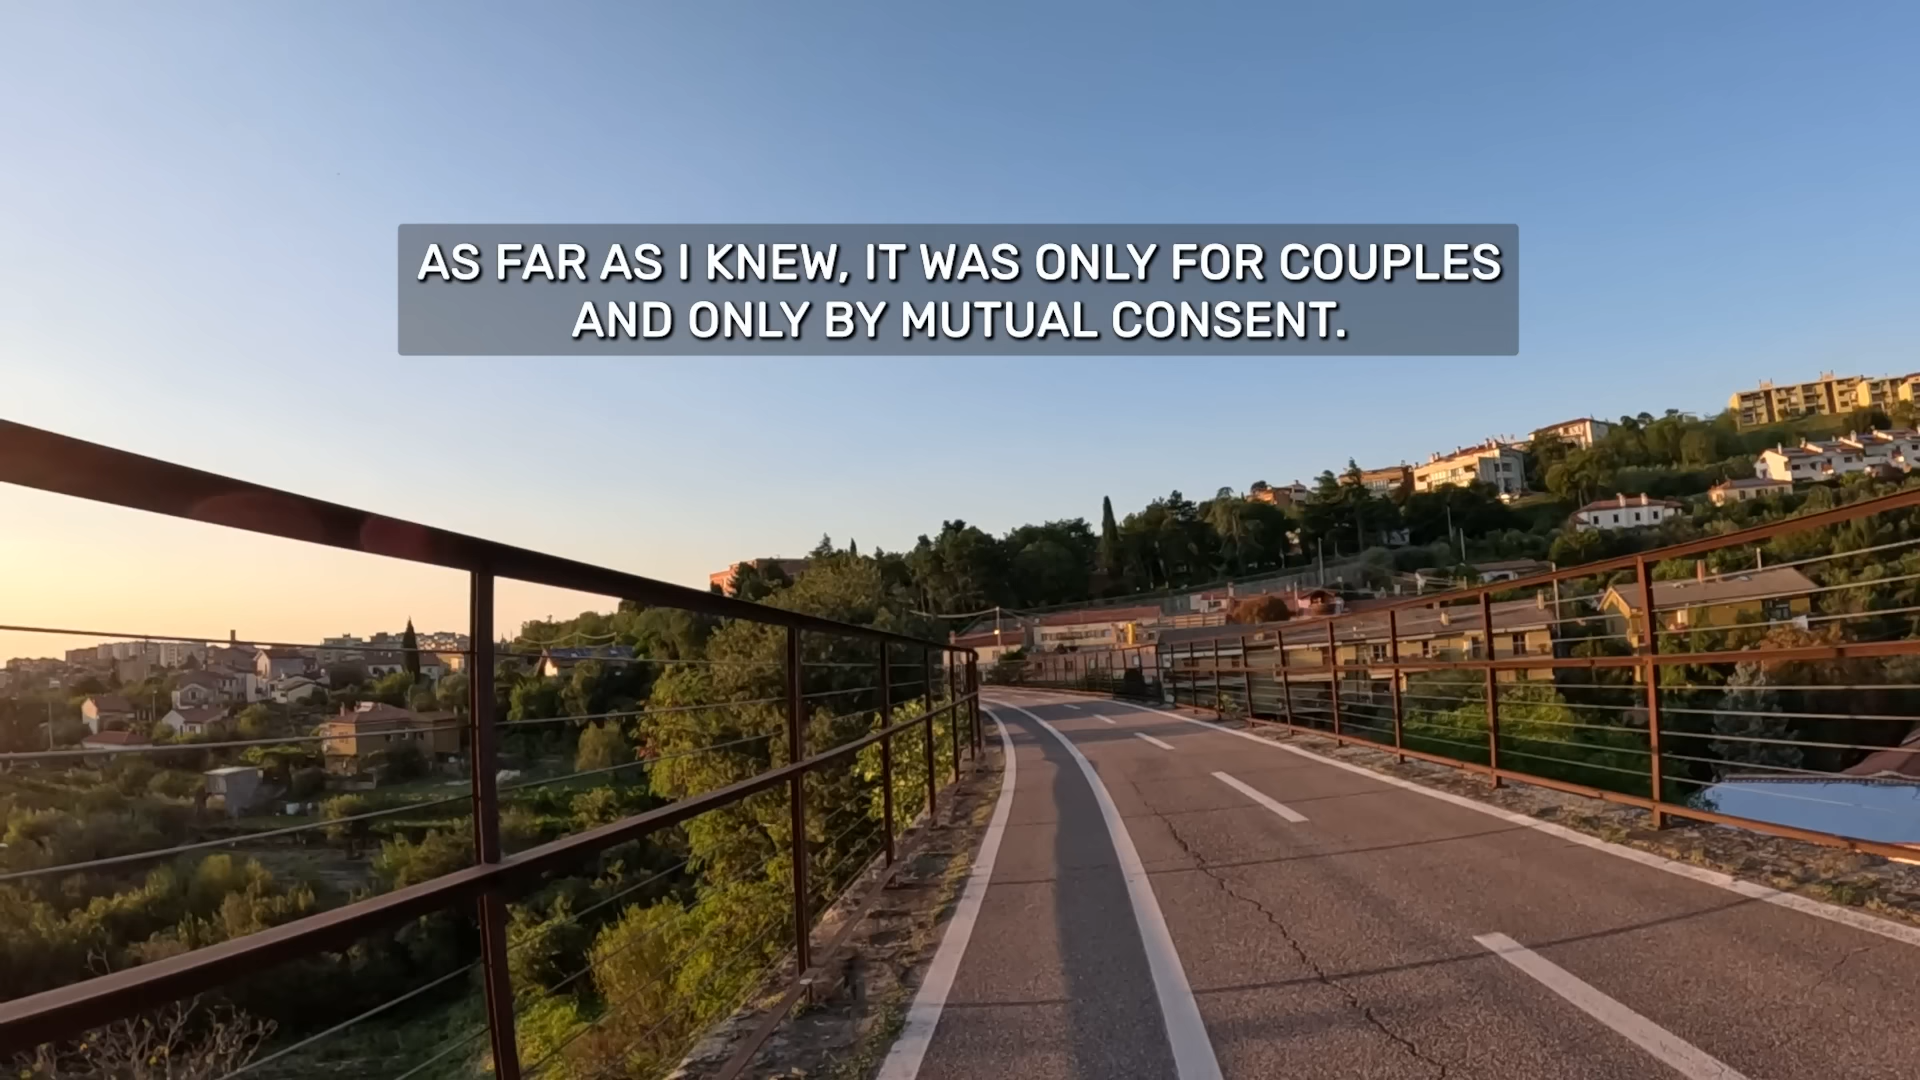 AS FAR AS I KNEW, IT WAS ONLY FOR COUPLES
AND ONLY BY MUTUAL CONSENT.